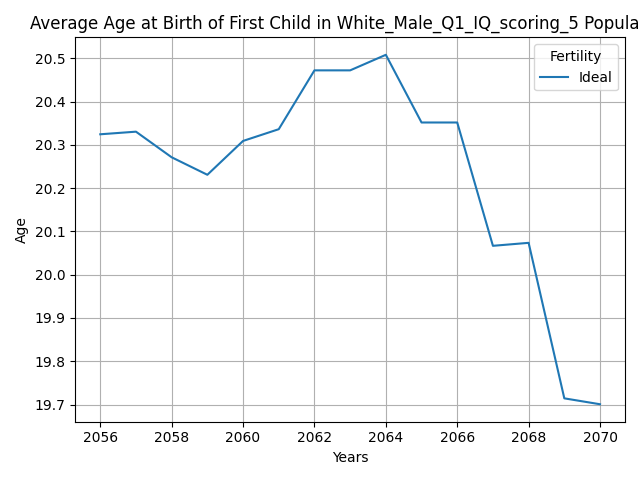 Average Age at Birth of First Child in White_Male_Q1_IQ_scoring_5 Popula
Fertility
Ideal
20.5
20.4
20.3
20.2
20.1
20.0
19.9
19.8
19.7
Age
2056 2058 2060 2062 2064 2066 2068 2070
Years